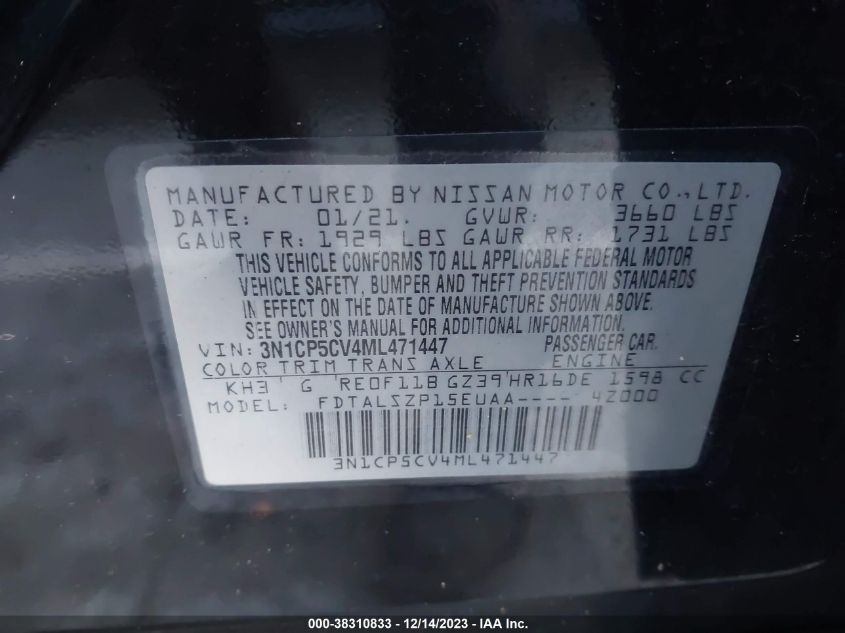 MANUFACTURED BY NISSAN MOTOR CO.,LTD.
DATE: 01/21. GVWR: 3660 LBS
GAWR FR: 1929 LBS GAWR RR: 1731 LBS
THIS VEHICLE CONFORMS TO ALL APPLICABLE FEDERAL MOTOR
VEHICLE SAFETY, BUMPER AND THEFT PREVENTION STANDARDS
IN EFFECT ON THE DATE OF MANUFACTURE SHOWN ABOVE.
SEE OWNER'S MANUAL FOR ADDITIONAL INFORMATION.
VIN: 3N1CP5CV4ML471447 PASSENGER CAR.
COLOR TRIM TRANS AXLE ENGINE
KH3 G RE0F11B GZ39 HR16DE 1598 CC
MODEL: FDTALSZP15EUAA---- 4Z000
3N1CP5CV4ML471447
000-38310833 - 12/14/2023 - IAA Inc.